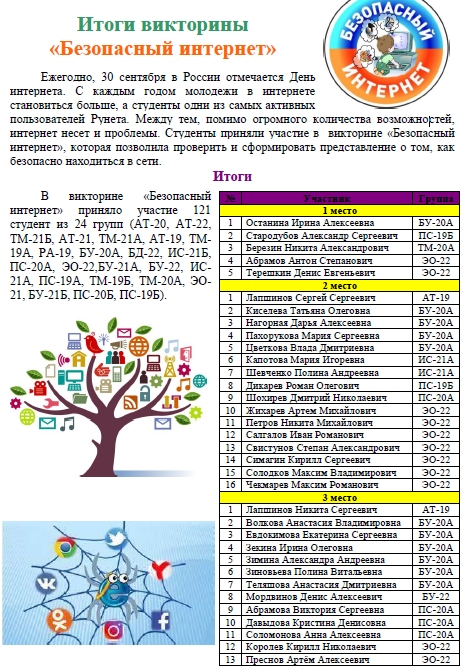 Итоги викторины
«Безопасный интернет»
БЕЗОПАСНЫЙ
ИНТЕРНЕТ
Ежегодно, 30 сентября в России отмечается День
интернета. С каждым годом молодежи в интернете
становиться больше, а студенты одни из самых активных
пользователей Рунета. Между тем, помимо огромного количества возможностей,
интернет несет и проблемы. Студенты приняли участие в викторине «Безопасный
интернет», которая позволила проверить и сформировать представление о том, как
безопасно находиться в сети.
Итоги
В викторине «Безопасный
интернет» приняло участие 121
студент из 24 групп (АТ-20, АТ-22,
ТМ-21Б, АТ-21, ТМ-21А, АТ-19, ТМ-
19А, РА-19, БУ-20А, БД-22, ИС-21Б,
ПС-20А, ЭО-22,БУ-21А, БУ-22, ИС-
21А, ПС-19А, ТМ-19Б, ТМ-20А, ЭО-
21, БУ-21Б, ПС-20Б, ПС-19Б).
№ Участник Группа
1 место
1 Останина Ирина Алексеевна БУ-20А
2 Стародубов Александр Сергеевич ПС-19Б
3 Березин Никита Александрович ТМ-20А
4 Абрамов Антон Степанович ЭО-22
5 Терешкин Денис Евгеньевич ЭО-22
2 место
1 Лапшинов Сергей Сергеевич АТ-19
2 Киселева Татьяна Олеговна БУ-20А
3 Нагорная Дарья Алексеевна БУ-20А
4 Пахорукова Мария Сергеевна БУ-20А
5 Цветкова Влада Дмитриевна БУ-20А
6 Капотова Мария Игоревна ИС-21А
7 Шевченко Полина Андреевна ИС-21А
8 Дикарев Роман Олегович ПС-19Б
9 Шохирев Дмитрий Николаевич ПС-20А
10 Жихарев Артем Михайлович ЭО-22
11 Петров Никита Михайлович ЭО-22
12 Салгалов Иван Романович ЭО-22
13 Свистунов Степан Александрович ЭО-22
14 Симагин Кирилл Сергеевич ЭО-22
15 Солодков Максим Владимирович ЭО-22
16 Чекмарев Максим Романович ЭО-22
3 место
1 Лапшинов Никита Сергеевич АТ-19
2 Волкова Анастасия Владимировна БУ-20А
3 Евдокимова Екатерина Сергеевна БУ-20А
4 Зекина Ирина Олеговна БУ-20А
5 Зимина Александра Андреевна БУ-20А
6 Зиновьева Полина Витальевна БУ-20А
7 Теляшова Анастасия Дмитриевна БУ-20А
8 Мордвинов Денис Алексеевич БУ-22
9 Абрамова Виктория Сергеевна ПС-20А
10 Давыдова Кристина Денисовна ПС-20А
11 Соломонова Анна Алексеевна ПС-20А
12 Королев Кирилл Николаевич ЭО-22
13 Преснов Артём Алексеевич ЭО-22